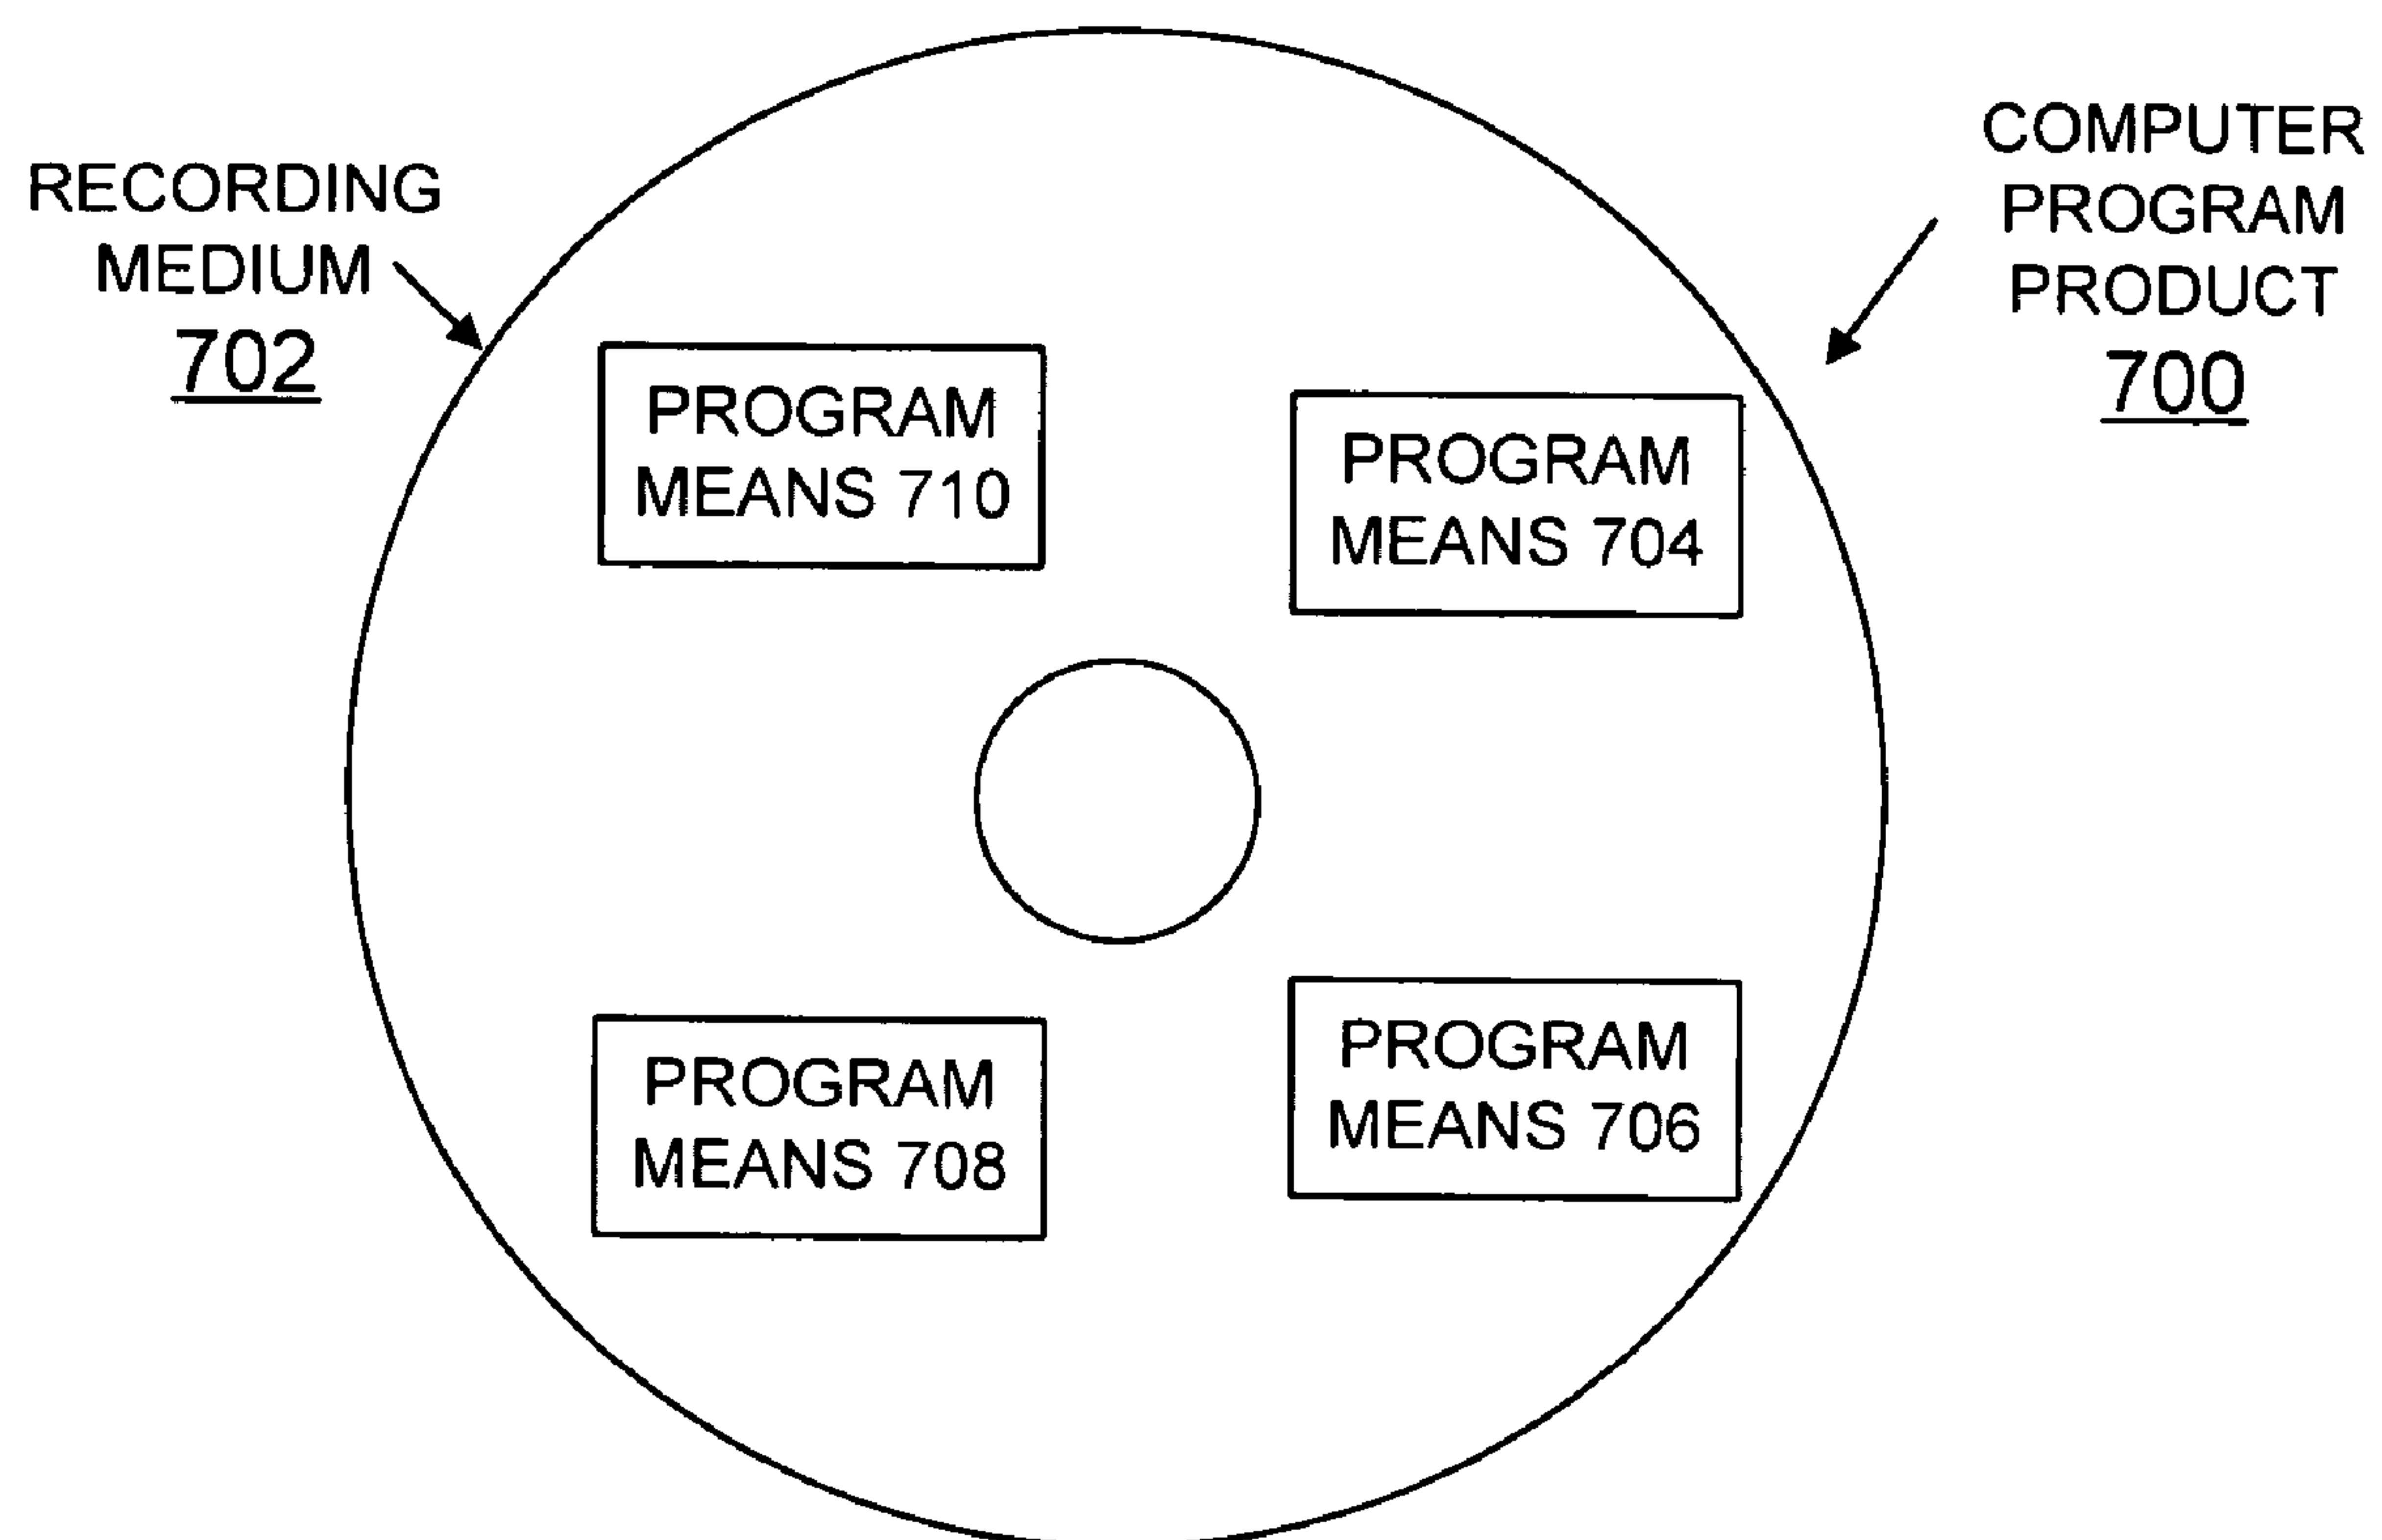 RECORDING
MEDIUM
702
COMPUTER
PROGRAM
PRODUCT
700
PROGRAM
MEANS 710
PROGRAM
MEANS 704
PROGRAM
MEANS 708
PROGRAM
MEANS 706